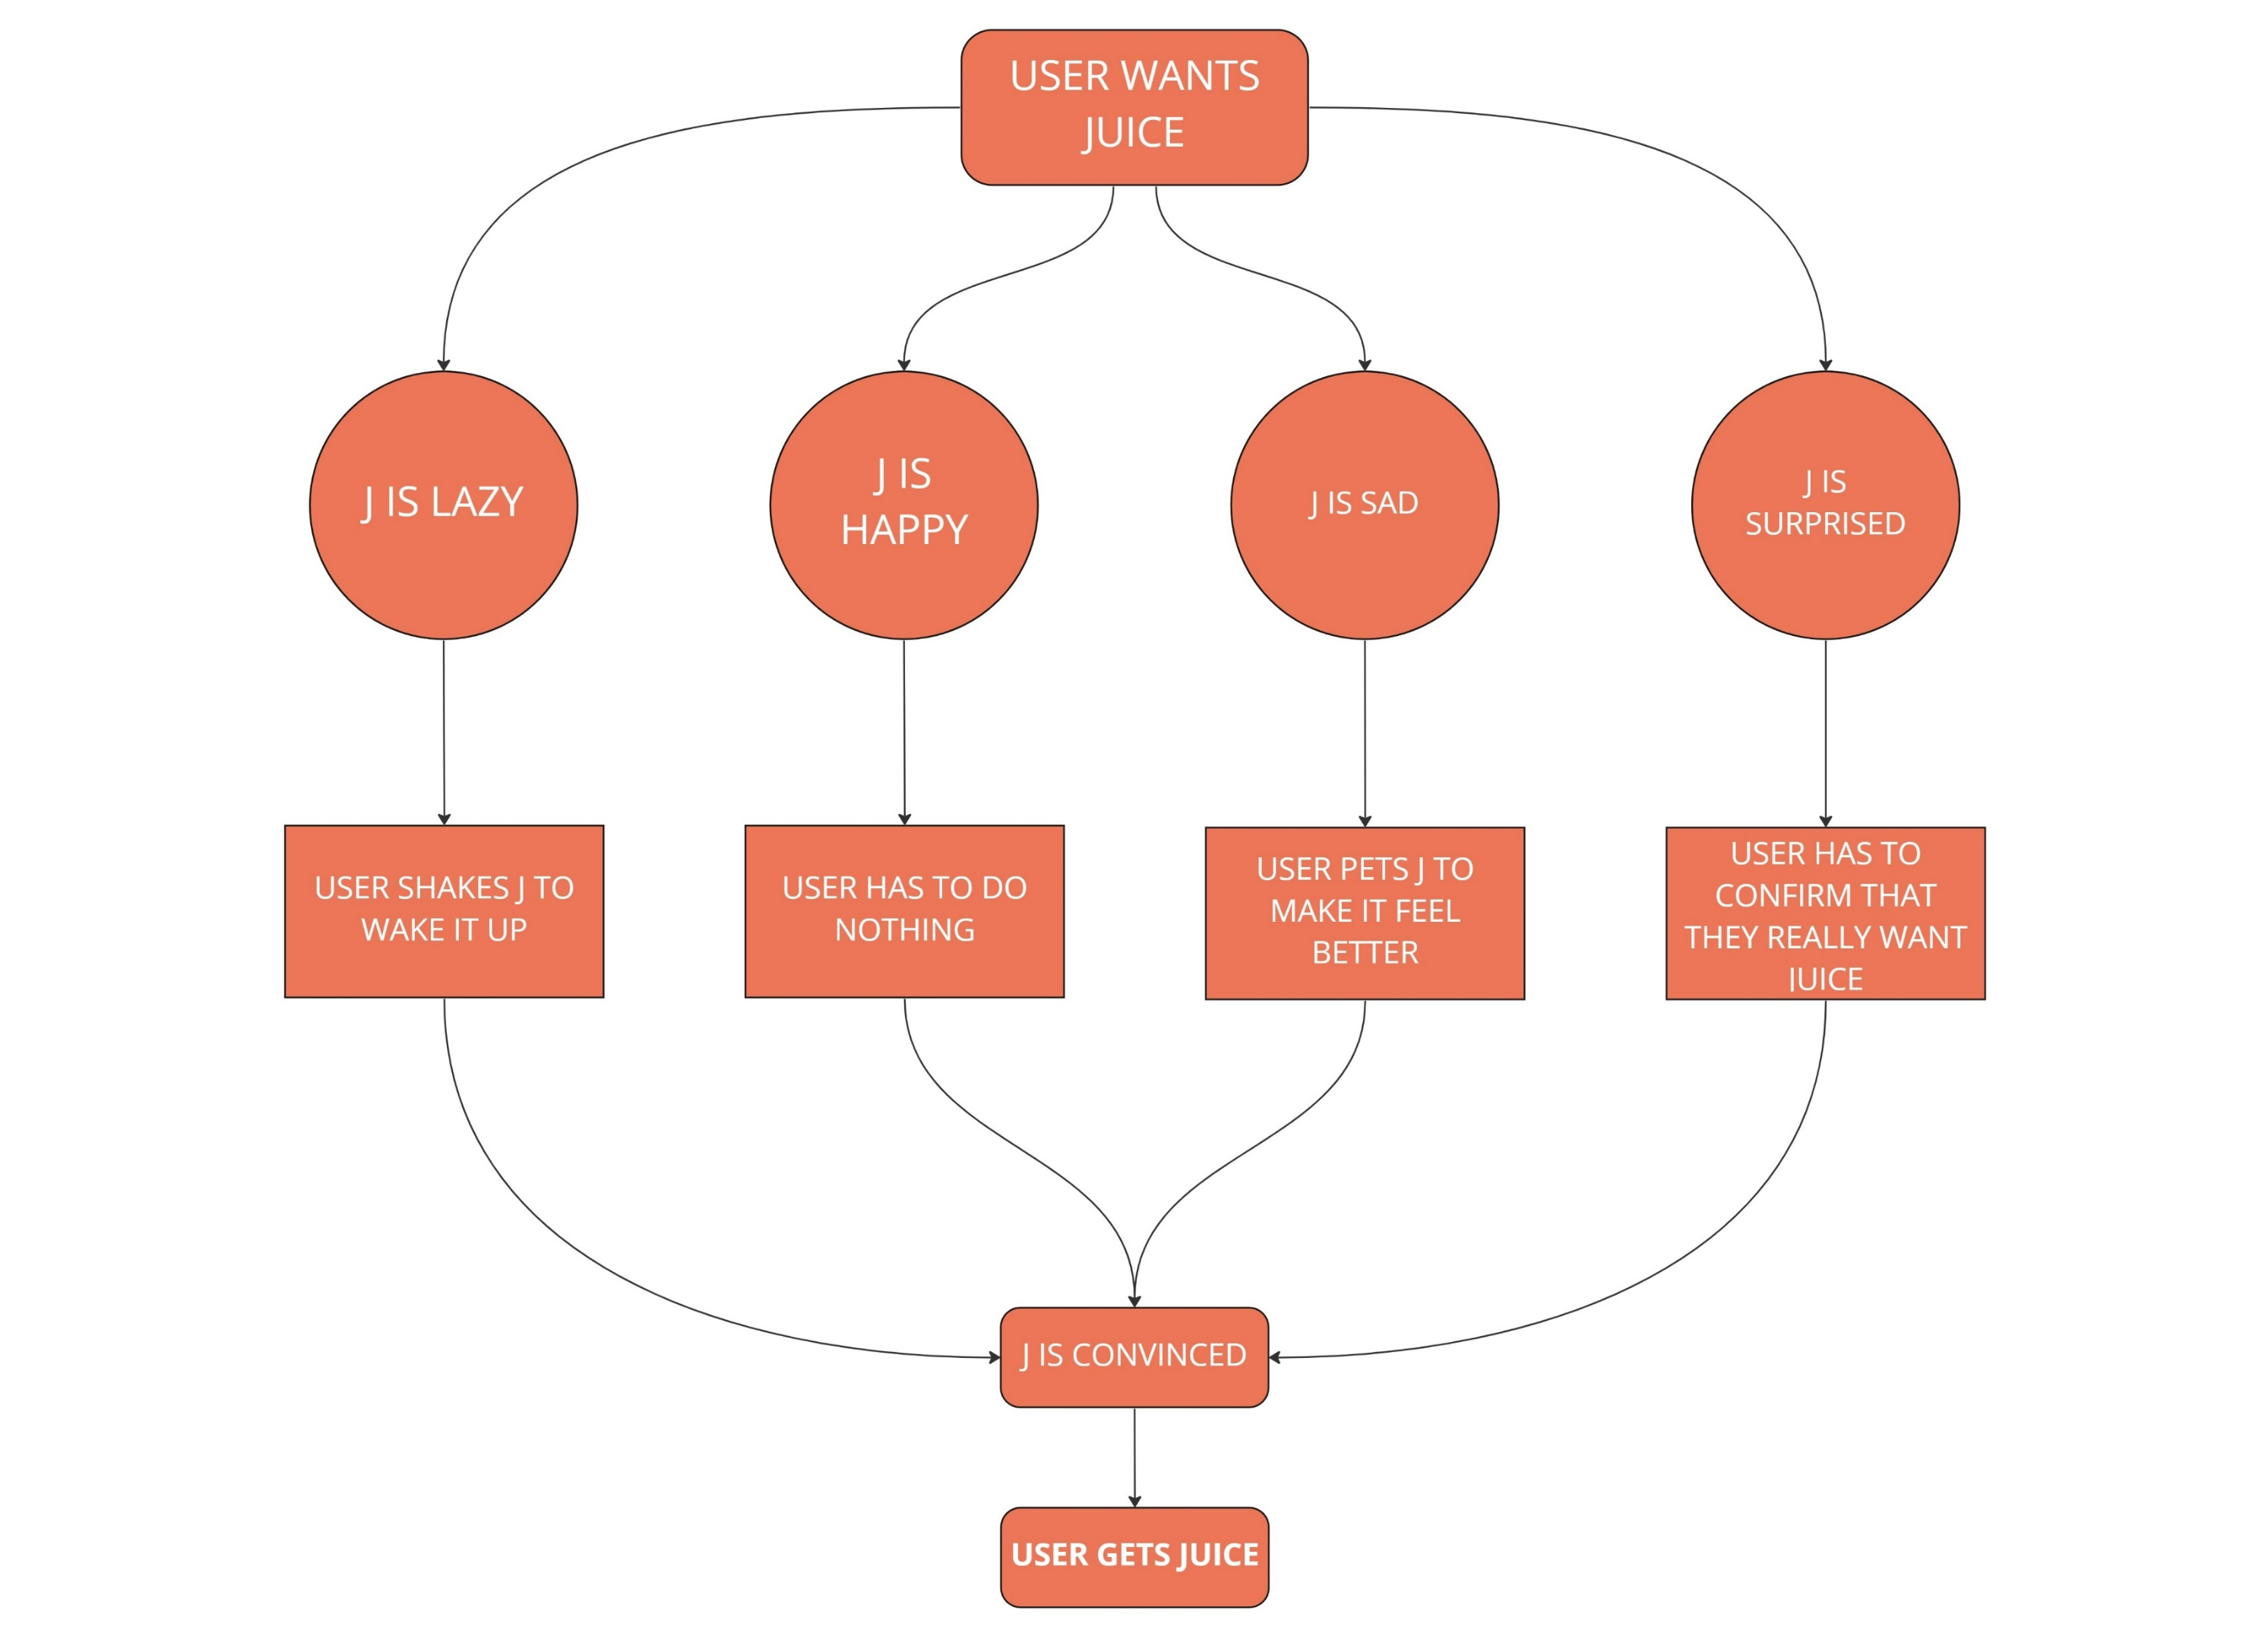 USER WANTS
JUICE
J IS LAZY
J IS
HAPPY
J IS SAD
J IS
SURPRISED
USER SHAKES J TO
WAKE IT UP
USER HAS TO DO
NOTHING
USER PETS J TO
MAKE IT FEEL
BETTER
USER HAS TO
CONFIRM THAT
THEY REALLY WANT
JUICE
J IS CONVINCED
USER GETS JUICE